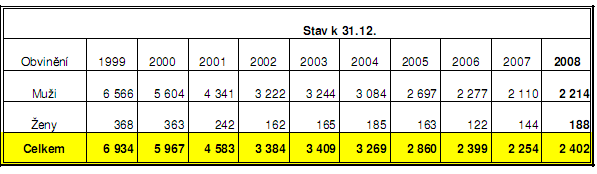 Stav k 31.12.
Obvinění 1999 2000 2001 2002 2003 2004 2005 2006 2007 2008
Muži 6 566 5 604 4 341 3 222 3 244 3 084 2 697 2 277 2 110 2 214
Ženy 368 363 242 162 165 185 163 122 144 188
Celkem 6 934 5 967 4 583 3 384 3 409 3 269 2 860 2 399 2 254 2 402